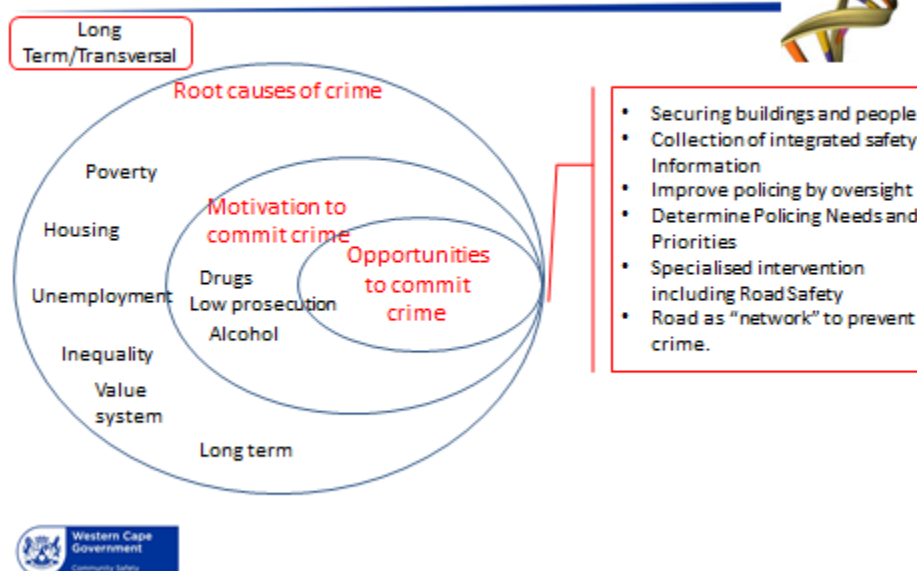 Long
Term/Transversal
Root causes of crime
Poverty
Motivation to
commit crime
Housing
Opportunities
to commit
crime
Drugs
Unemployment
Low prosecution
Alcohol
Inequality
Value
system
Long term
• Securing buildings and people
• Collection of integrated safety
Information
• Improve policing by oversight
• Determine Policing Needs and
Priorities
• Specialised intervention
including Road Safety
• Road as “network” to prevent
crime.
Western Cape
Government
Community Safety